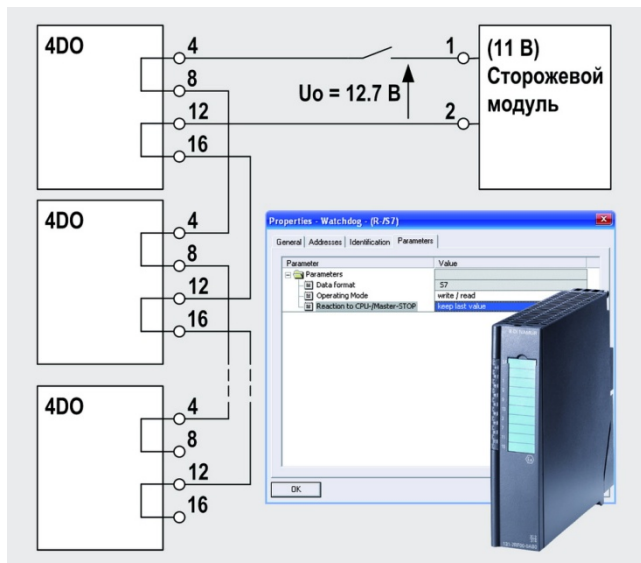 4DO
4
8
12
16
Uo = 12.7 В
1
2
(11 В)
Сторожевой
модуль
4DO
4
8
12
16
4DO
4
8
12
16
Properties - Watchdog - (R-/S7)
General Addresses Identification Parameters
Parameter Value
Parameters
Data format S7
Operating Mode write / read
Reaction to CPU-/Master-STOP keep last value
OK